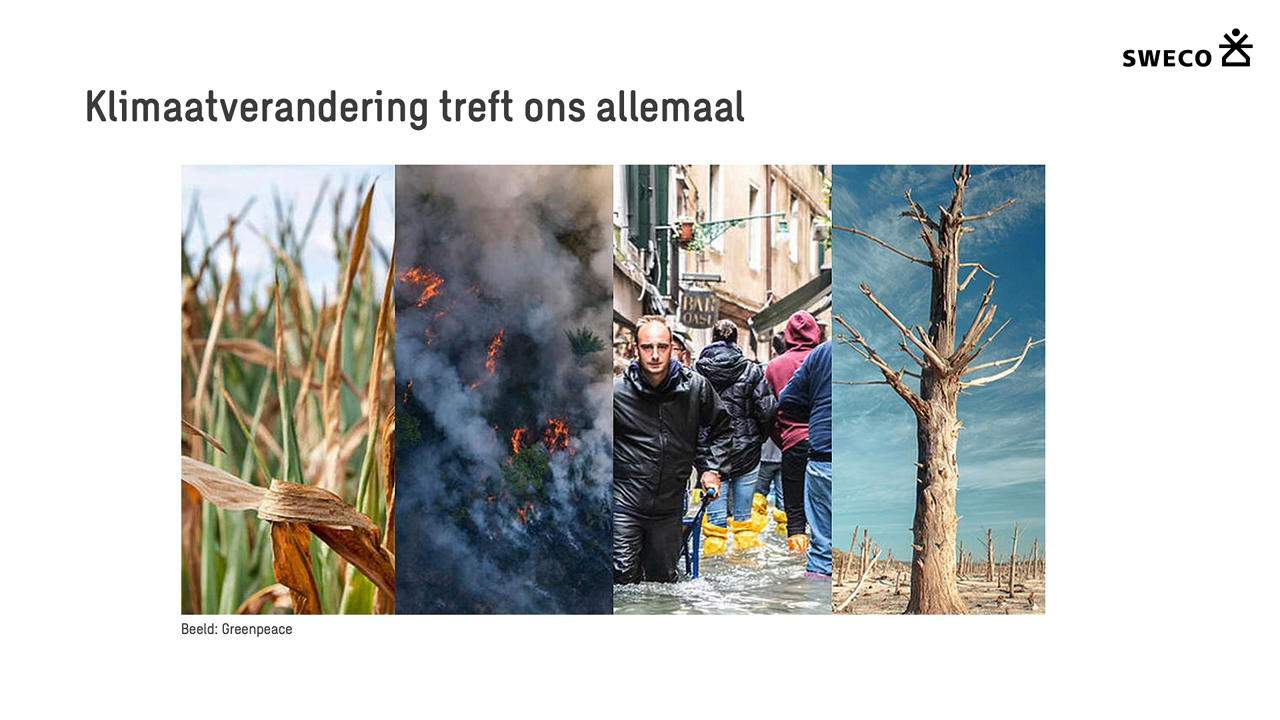 SWECO
Klimaatverandering treft ons allemaal
BAR
OASI
Beeld: Greenpeace